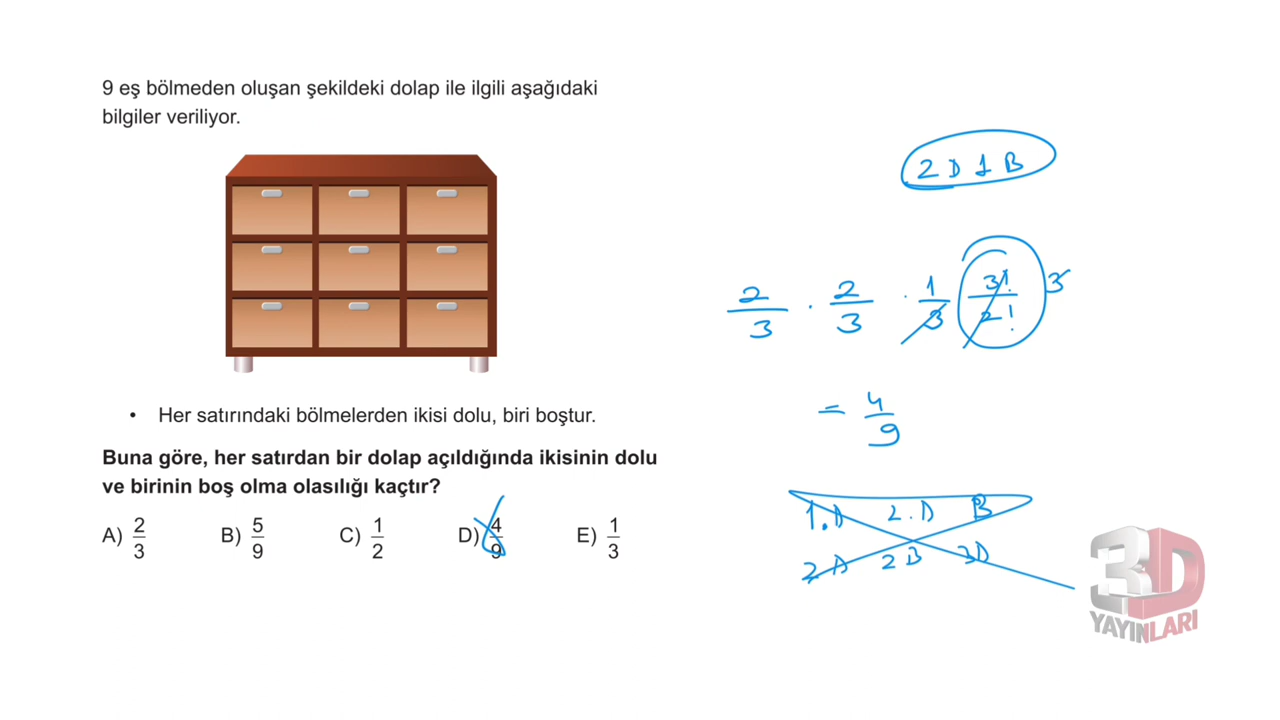 9 eş bölmeden oluşan şekildeki dolap ile ilgili aşağıdaki
bilgiler veriliyor.
• Her satırındaki bölmelerden ikisi dolu, biri boştur.
Buna göre, her satırdan bir dolap açıldığında ikisinin dolu
ve birinin boş olma olasılığı kaçtır?
A) 2/3 B) 5/9 C) 1/2 D) 4/9 E) 1/3
2 D 1 B
2/3 . 2/3 . 1/3 3!/2! 3
= 4/9
1.D 2.D B
2 B 3D
3D
YAYINLARI